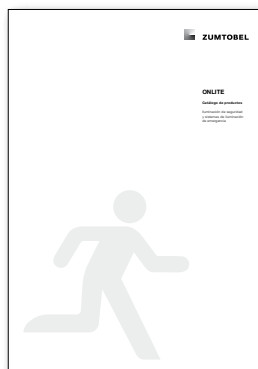 ZUMTOBEL
ONLITE
Catálogo de productos
Iluminación de seguridad
y sistemas de iluminación
de emergencia